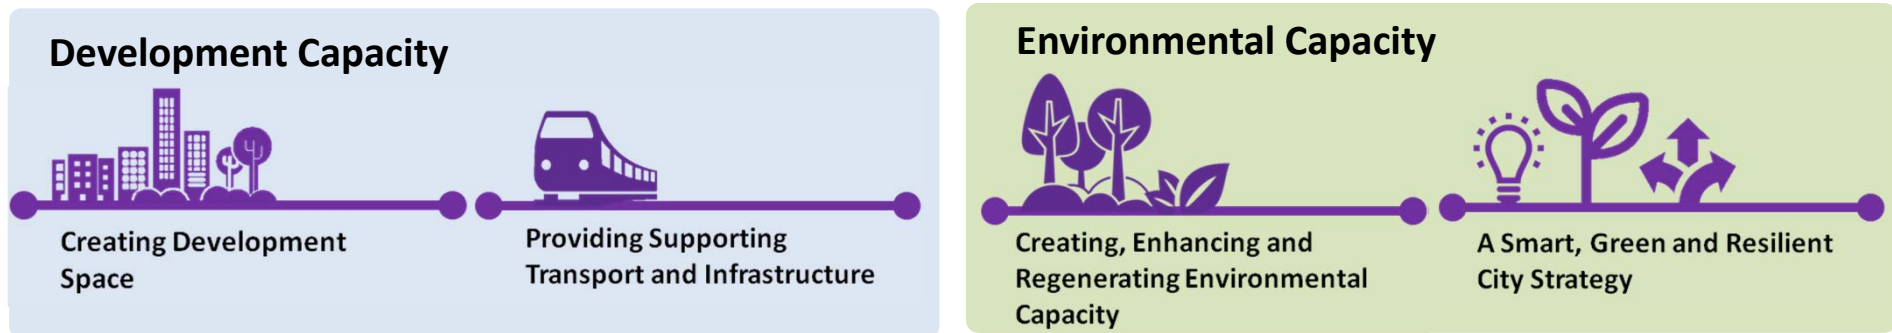 Development Capacity
Creating Development
Space
Providing Supporting
Transport and Infrastructure
Environmental Capacity
Creating, Enhancing and
Regenerating Environmental
Capacity
A Smart, Green and Resilient
City Strategy